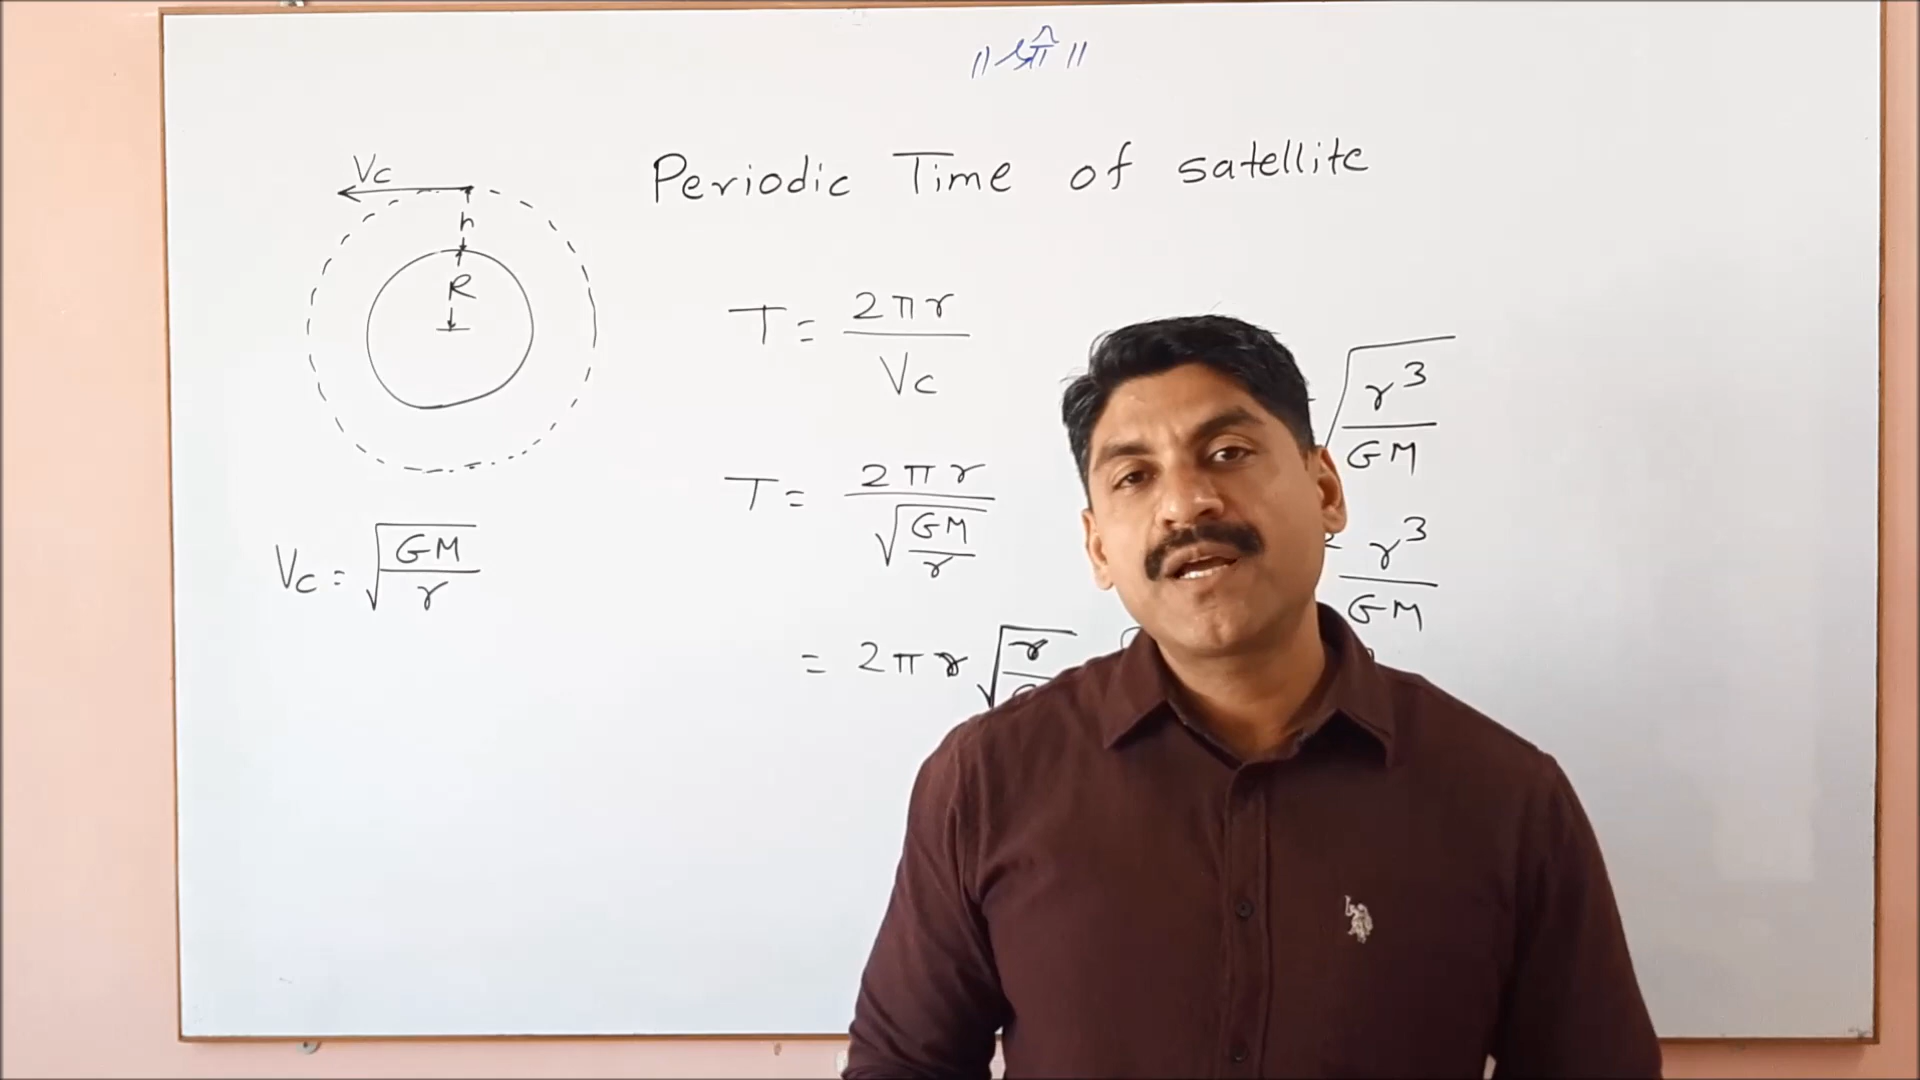 ॥ श्री ॥
Periodic Time of satellite
Vc
h
R
Vc = √(GM/r)
T = 2πr/Vc
T = 2πr/√(GM/r)
= 2πr √(r/
√(r³/GM)
r³/GM